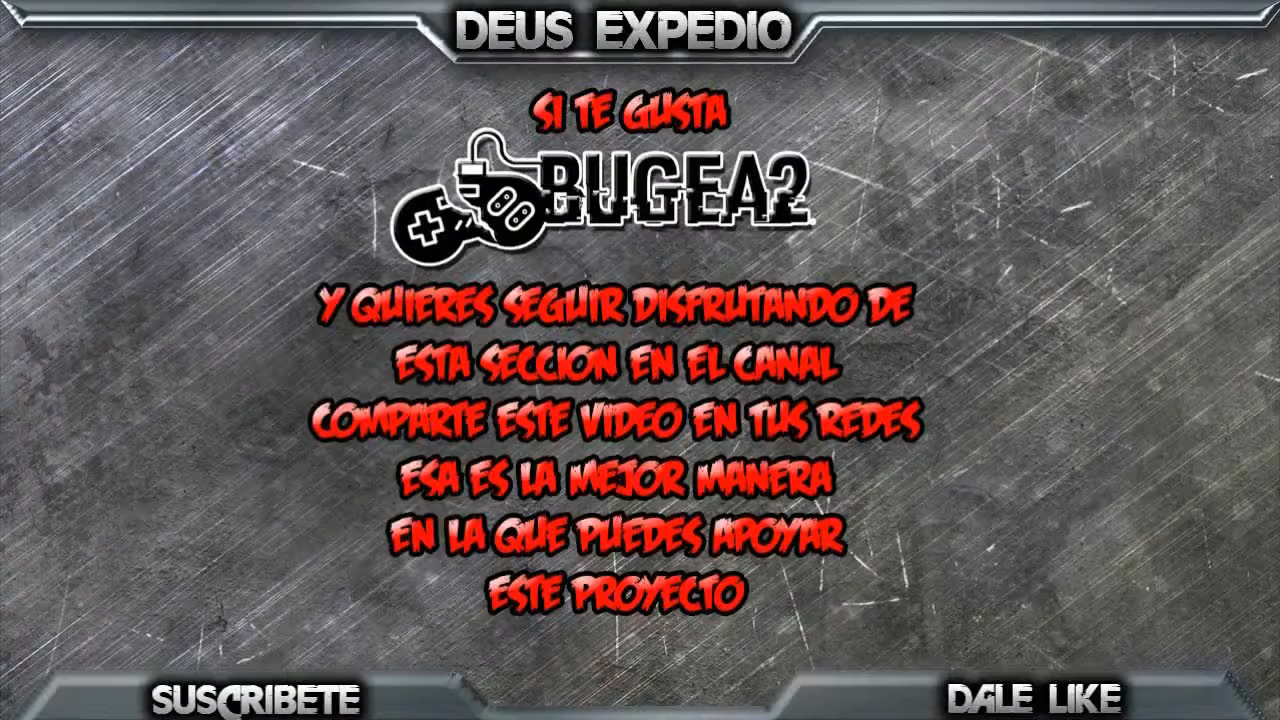 DEUS EXPEDIO
SI TE GUSTA
BUGEA2
Y QUIERES SEGUIR DISFRUTANDO DE
ESTA SECCION EN EL CANAL
COMPARTE ESTE VIDEO EN TUS REDES
ESA ES LA MEJOR MANERA
EN LA QUE PUEDES APOYAR
ESTE PROYECTO
SUSCRIBETE
DALE LIKE